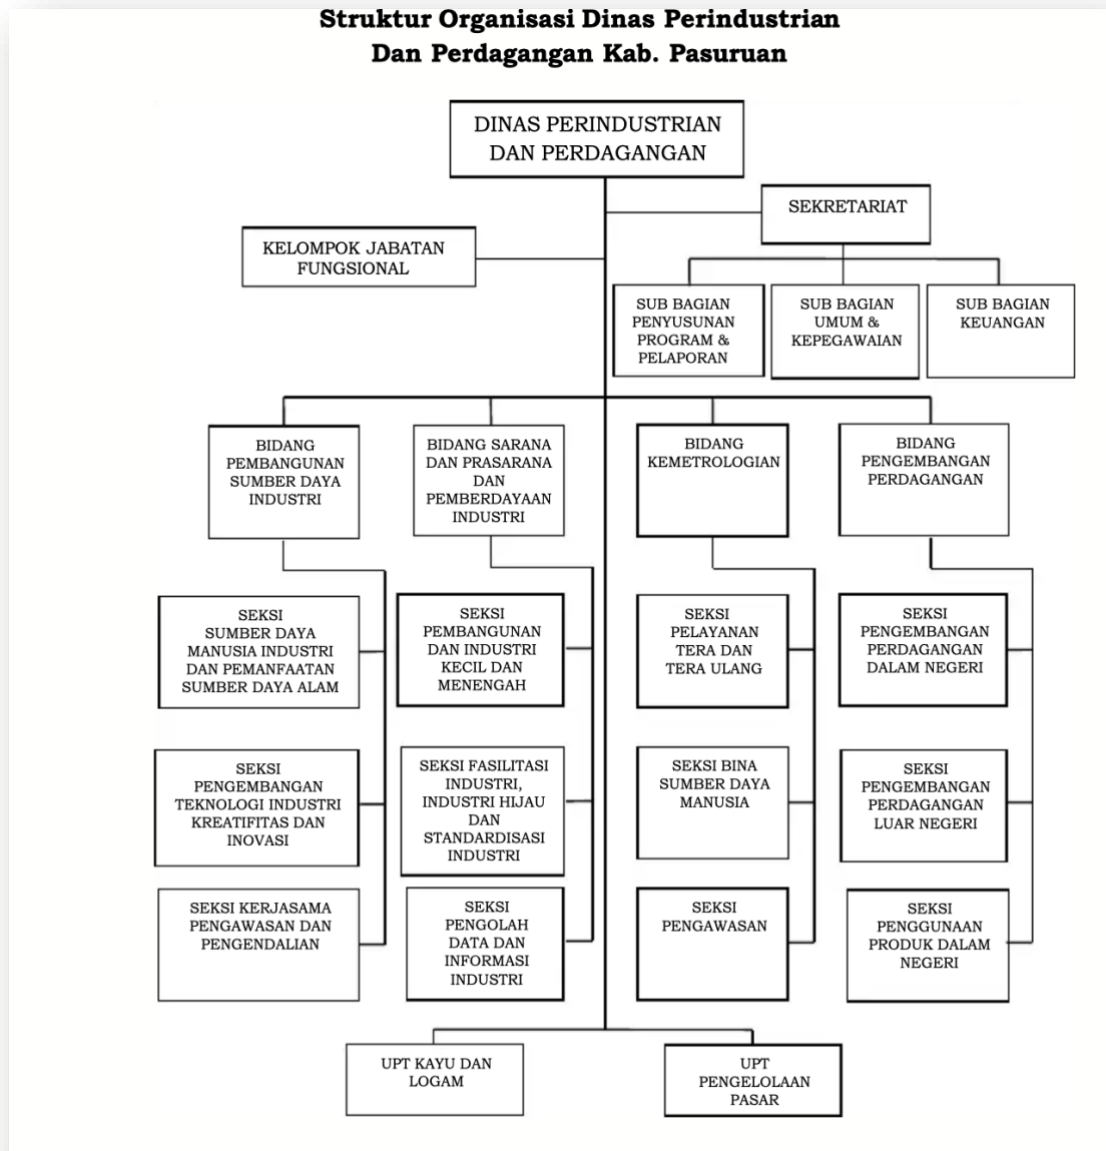 Struktur Organisasi Dinas Perindustrian
Dan Perdagangan Kab. Pasuruan
DINAS PERINDUSTRIAN
DAN PERDAGANGAN
SEKRETARIAT
KELOMPOK JABATAN
FUNGSIONAL
SUB BAGIAN
PENYUSUNAN
PROGRAM &
PELAPORAN
SUB BAGIAN
UMUM &
KEPEGAWAIAN
SUB BAGIAN
KEUANGAN
BIDANG
PEMBANGUNAN
SUMBER DAYA
INDUSTRI
BIDANG SARANA
DAN PRASARANA
DAN
PEMBERDAYAAN
INDUSTRI
BIDANG
KEMETROLOGIAN
BIDANG
PENGEMBANGAN
PERDAGANGAN
SEKSI
SUMBER DAYA
MANUSIA INDUSTRI
DAN PEMANFAATAN
SUMBER DAYA ALAM
SEKSI
PEMBANGUNAN
DAN INDUSTRI
KECIL DAN
MENENGAH
SEKSI
PELAYANAN
TERA DAN
TERA ULANG
SEKSI
PENGEMBANGAN
PERDAGANGAN
DALAM NEGERI
SEKSI
PENGEMBANGAN
TEKNOLOGI INDUSTRI
KREATIFITAS DAN
INOVASI
SEKSI FASILITASI
INDUSTRI,
INDUSTRI HIJAU
DAN
STANDARDISASI
INDUSTRI
SEKSI BINA
SUMBER DAYA
MANUSIA
SEKSI
PENGEMBANGAN
PERDAGANGAN
LUAR NEGERI
SEKSI KERJASAMA
PENGAWASAN DAN
PENGENDALIAN
SEKSI
PENGOLAH
DATA DAN
INFORMASI
INDUSTRI
SEKSI
PENGAWASAN
SEKSI
PENGGUNAAN
PRODUK DALAM
NEGERI
UPT KAYU DAN
LOGAM
UPT
PENGELOLAAN
PASAR